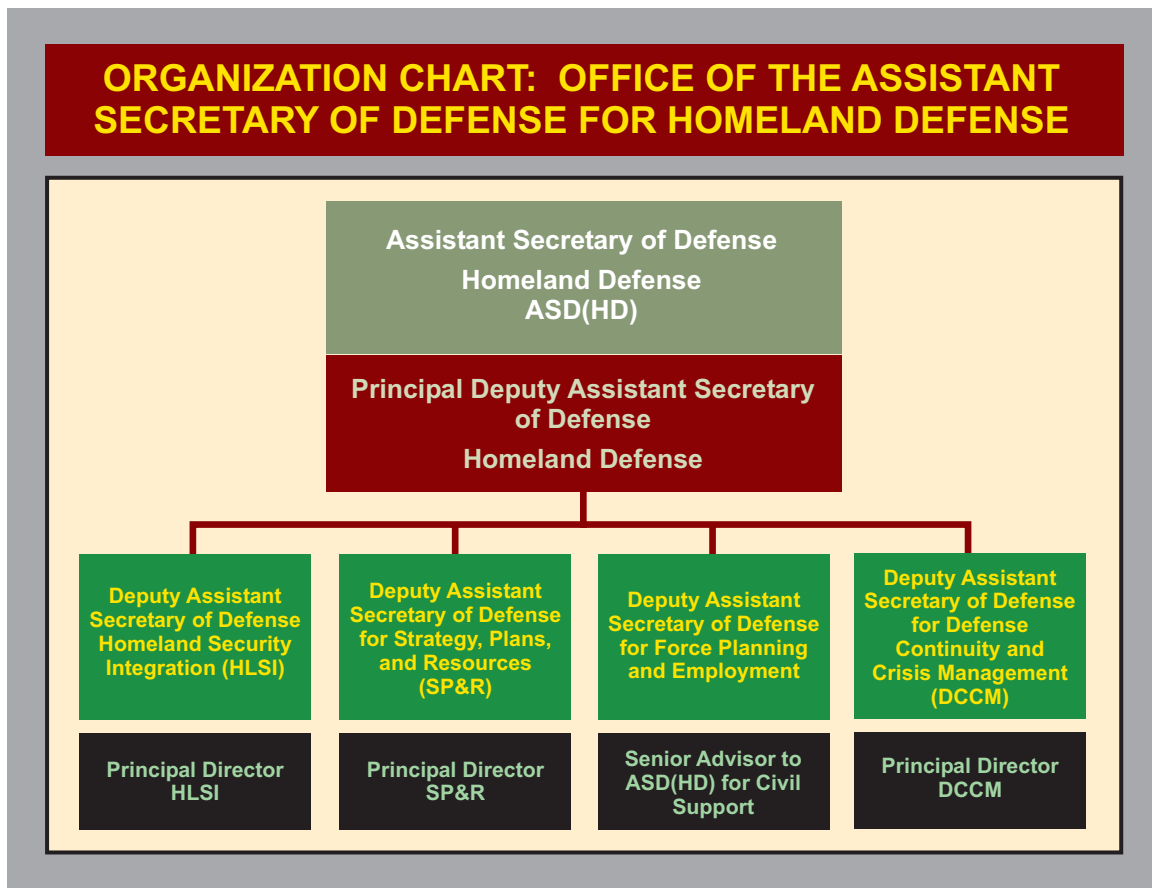 ORGANIZATION CHART: OFFICE OF THE ASSISTANT
SECRETARY OF DEFENSE FOR HOMELAND DEFENSE
Assistant Secretary of Defense
Homeland Defense
ASD(HD)
Principal Deputy Assistant Secretary
of Defense
Homeland Defense
Deputy Assistant
Secretary of Defense
Homeland Security
Integration (HLSI)
Deputy Assistant
Secretary of Defense
for Strategy, Plans,
and Resources
(SP&R)
Deputy Assistant
Secretary of Defense
for Force Planning
and Employment
Deputy Assistant
Secretary of Defense
for Defense
Continuity and
Crisis Management
(DCCM)
Principal Director
HLSI
Principal Director
SP&R
Senior Advisor to
ASD(HD) for Civil
Support
Principal Director
DCCM